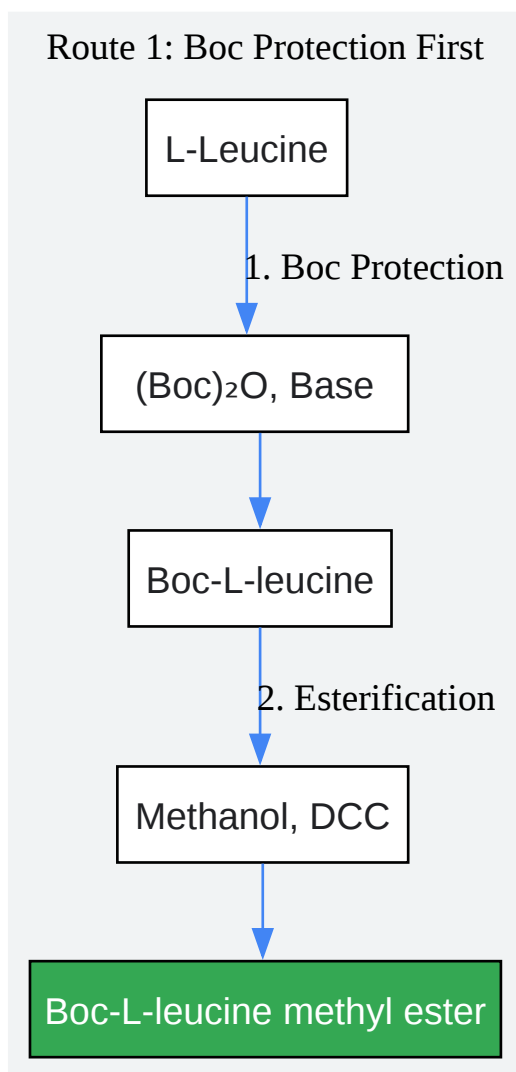 Route 1: Boc Protection First
L-Leucine
1. Boc Protection
(Boc)₂O, Base
Boc-L-leucine
2. Esterification
Methanol, DCC
Boc-L-leucine methyl ester